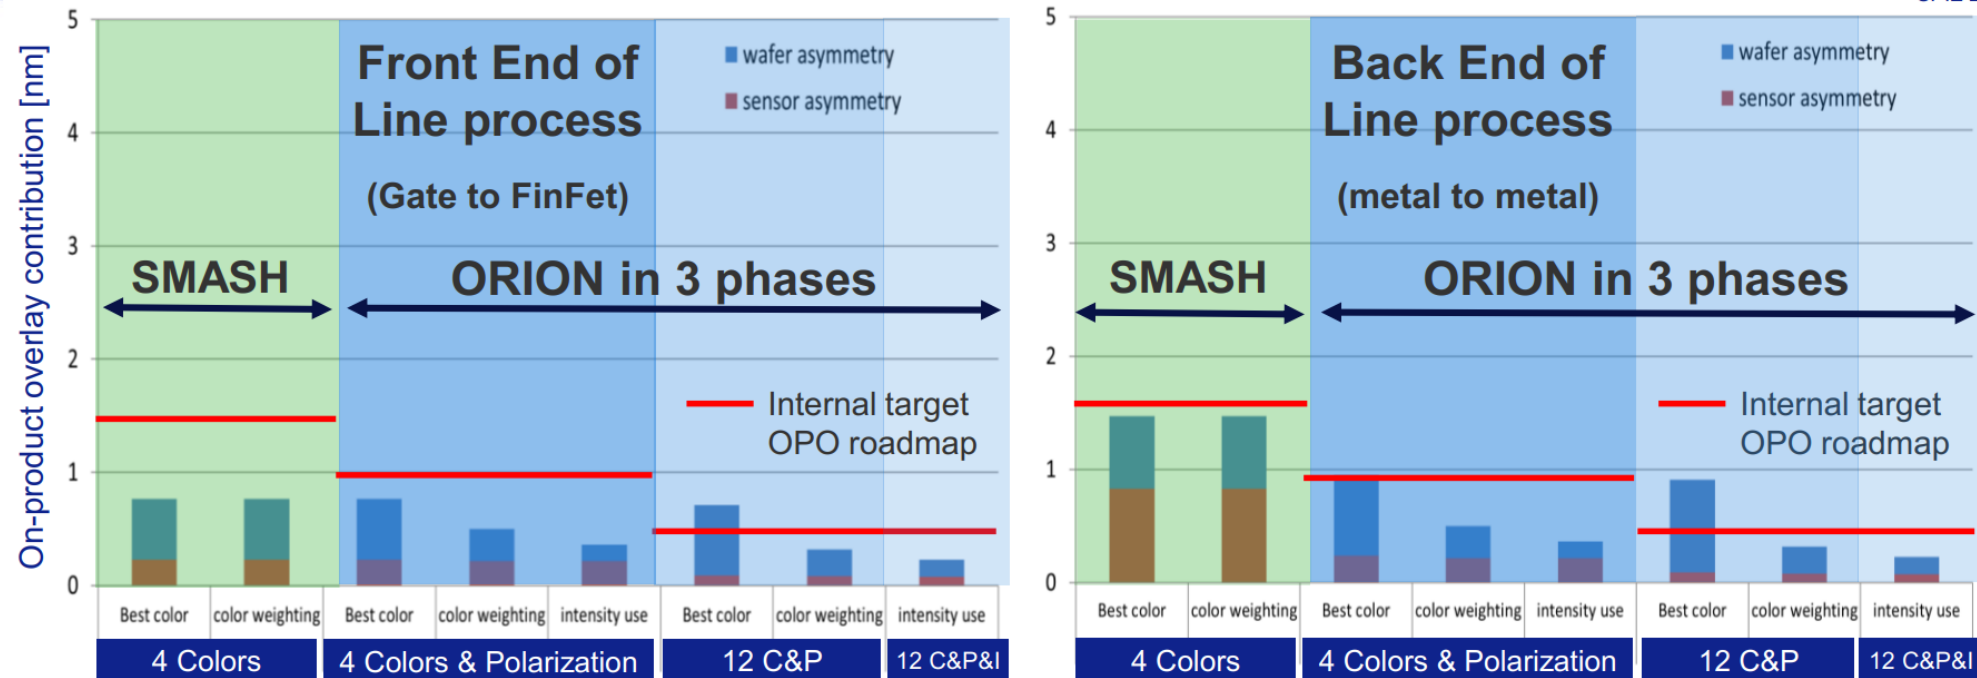 On-product overlay contribution [nm]
5
4
3
2
1
0
Front End of
Line process
(Gate to FinFet)
wafer asymmetry
sensor asymmetry
SMASH
ORION in 3 phases
Internal target
OPO roadmap
Best color
color weighting
Best color
color weighting
intensity use
Best color
color weighting
intensity use
4 Colors
4 Colors & Polarization
12 C&P
12 C&P&I
5
4
3
2
1
0
Back End of
Line process
(metal to metal)
wafer asymmetry
sensor asymmetry
SMASH
ORION in 3 phases
Internal target
OPO roadmap
Best color
color weighting
Best color
color weighting
intensity use
Best color
color weighting
intensity use
4 Colors
4 Colors & Polarization
12 C&P
12 C&P&I